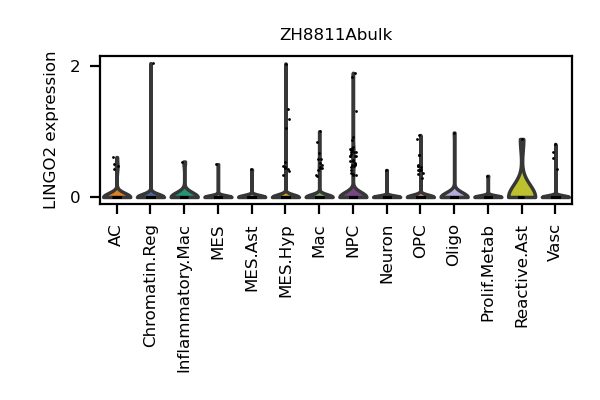 ZH8811Abulk
LINGO2 expression
2
0
AC
Chromatin.Reg
Inflammatory.Mac
MES
MES.Ast
MES.Hyp
Mac
NPC
Neuron
OPC
Oligo
Prolif.Metab
Reactive.Ast
Vasc